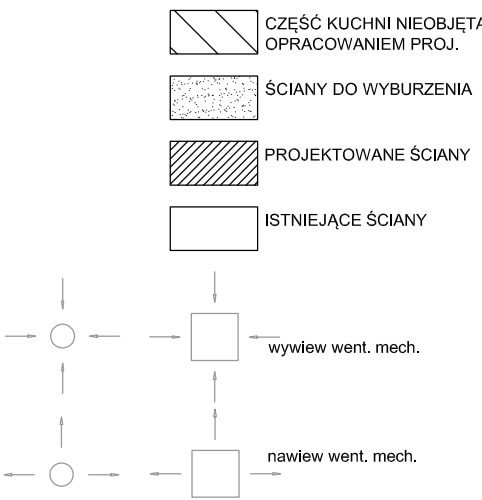 CZĘŚĆ KUCHNI NIEOBJĘTA
OPRACOWANIEM PROJ.
ŚCIANY DO WYBURZENIA
PROJEKTOWANE ŚCIANY
ISTNIEJĄCE ŚCIANY
wywiew went. mech.
nawiew went. mech.